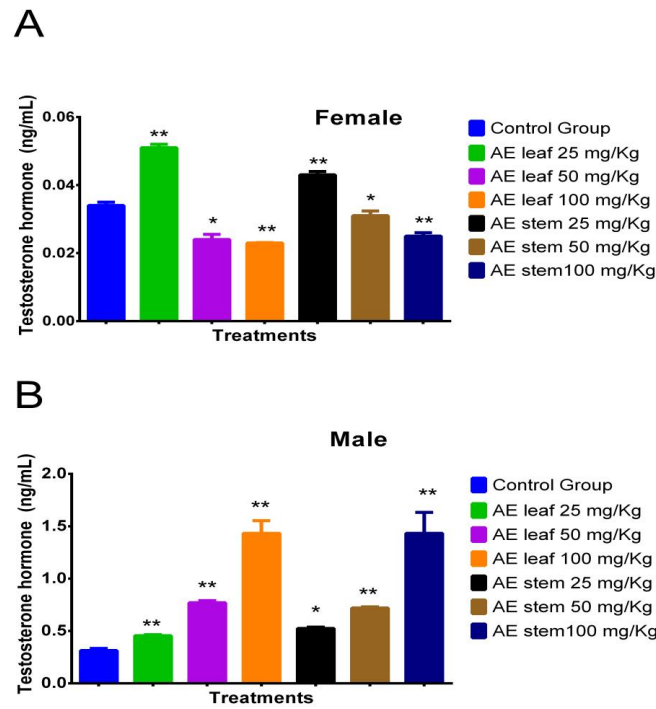 A
Female
Testosterone hormone (ng/mL)
0.06
0.04
0.02
0.00
**
*
**
**
*
**
Treatments
Control Group
AE leaf 25 mg/Kg
AE leaf 50 mg/Kg
AE leaf 100 mg/Kg
AE stem 25 mg/Kg
AE stem 50 mg/Kg
AE stem100 mg/Kg
B
Male
Testosterone hormone (ng/mL)
2.0
1.5
1.0
0.5
0.0
**
**
**
*
**
**
Treatments
Control Group
AE leaf 25 mg/Kg
AE leaf 50 mg/Kg
AE leaf 100 mg/Kg
AE stem 25 mg/Kg
AE stem 50 mg/Kg
AE stem100 mg/Kg